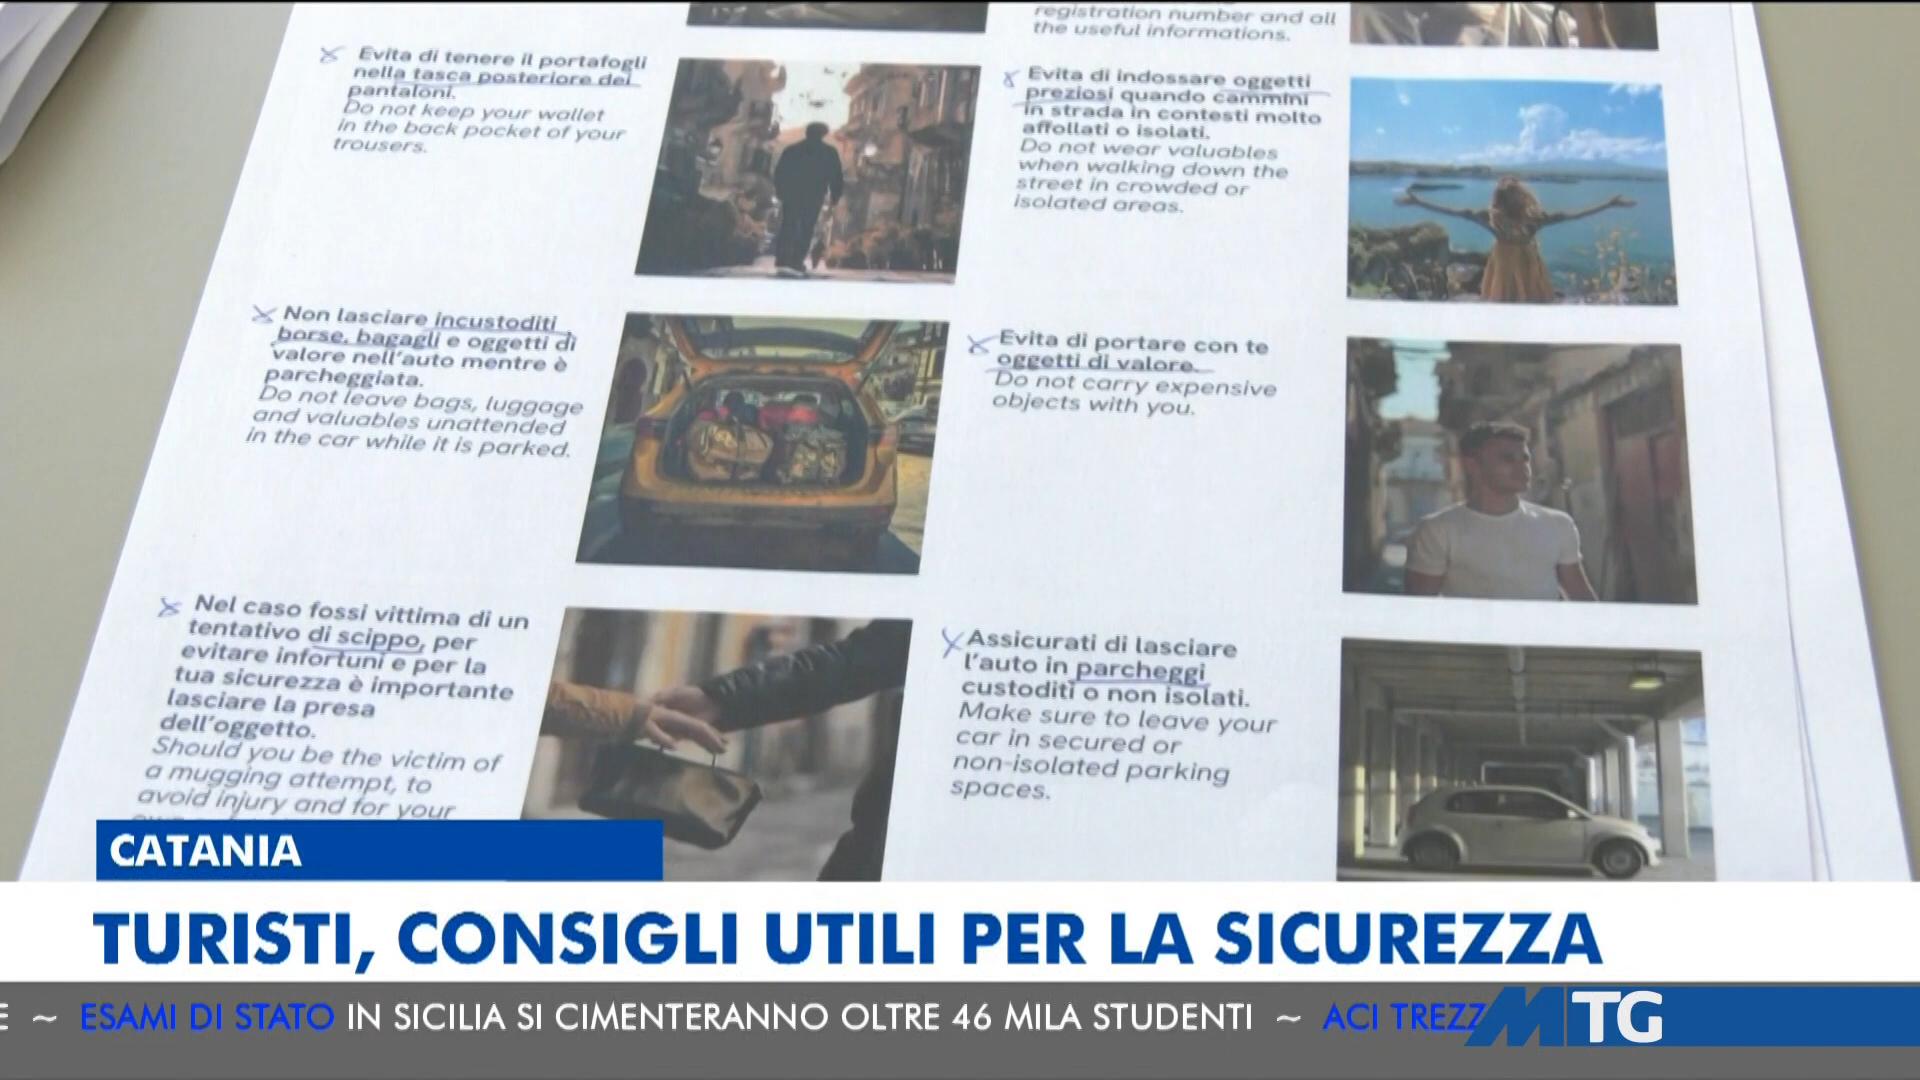 registration number and all
the useful informations.
Evita di tenere il portafogli
nella tasca posteriore dei
pantaloni.
Do not keep your wallet
in the back pocket of your
trousers.
Evita di indossare oggetti
preziosi quando cammini
in strada in contesti molto
affollati o isolati.
Do not wear valuables
when walking down the
street in crowded or
isolated areas.
Non lasciare incustoditi
borse, bagagli e oggetti di
valore nell'auto mentre è
parcheggiata.
Do not leave bags, luggage
and valuables unattended
in the car while it is parked.
Evita di portare con te
oggetti di valore.
Do not carry expensive
objects with you.
Nel caso fossi vittima di un
tentativo di scippo, per
evitare infortuni e per la
tua sicurezza è importante
lasciare la presa
dell'oggetto.
Should you be the victim of
a mugging attempt, to
avoid injury and for your
Assicurati di lasciare
l'auto in parcheggi
custoditi o non isolati.
Make sure to leave your
car in secured or
non-isolated parking
spaces.
CATANIA
TURISTI, CONSIGLI UTILI PER LA SICUREZZA
E ~ ESAMI DI STATO IN SICILIA SI CIMENTERANNO OLTRE 46 MILA STUDENTI ~ ACI TREZZ
MTG